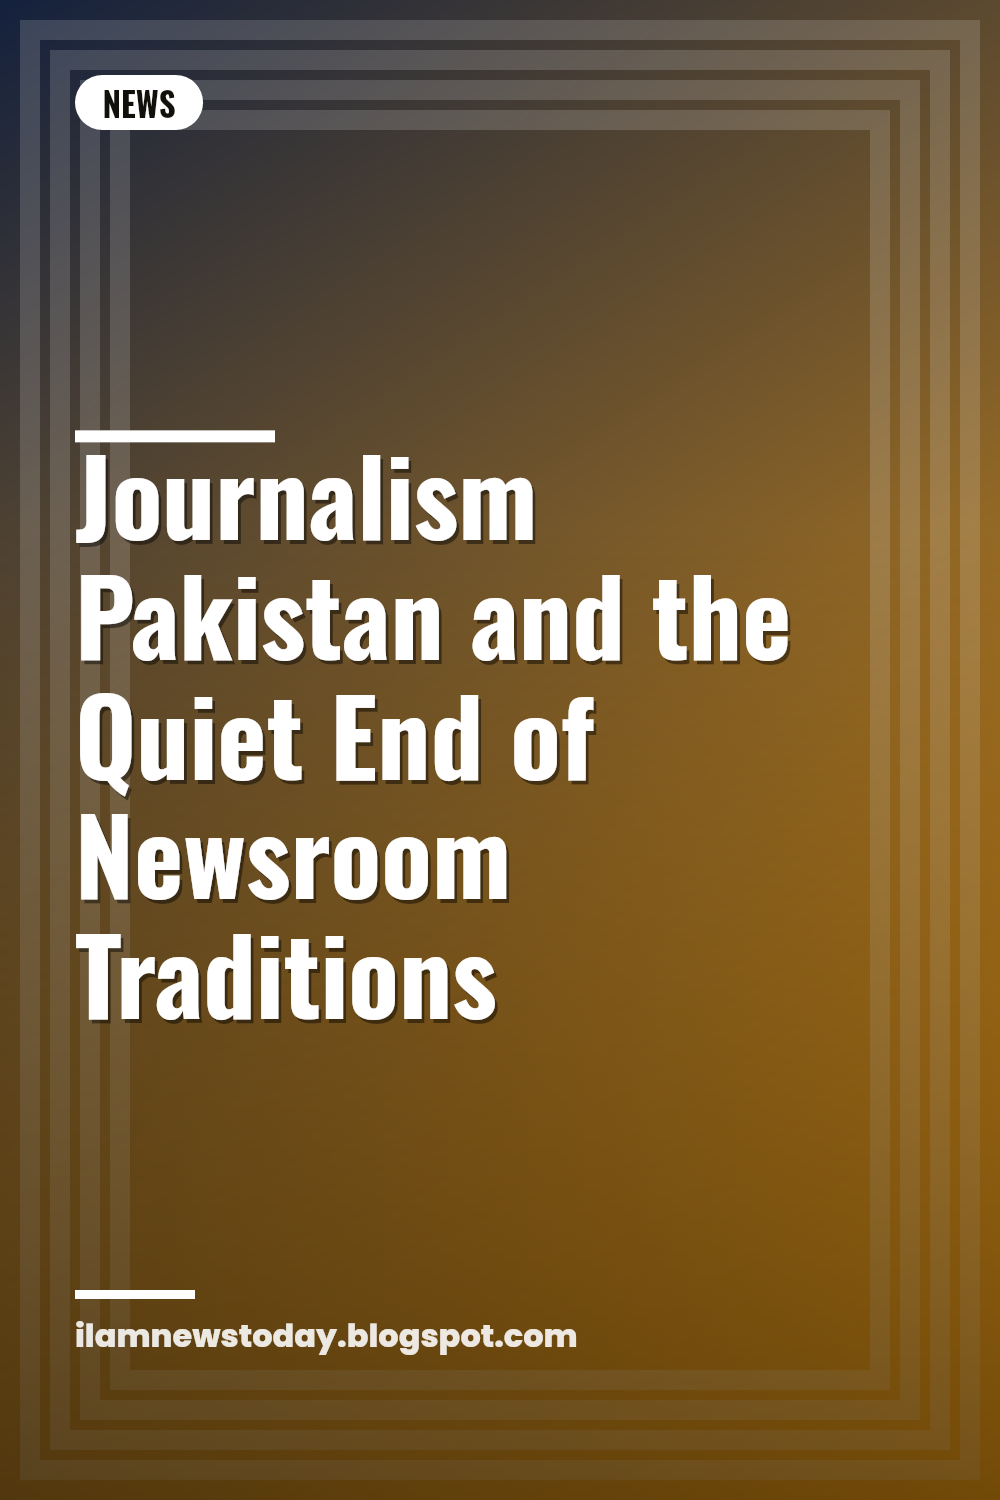 NEWS
Journalism
Pakistan and the
Quiet End of
Newsroom
Traditions
ilamnewstoday.blogspot.com